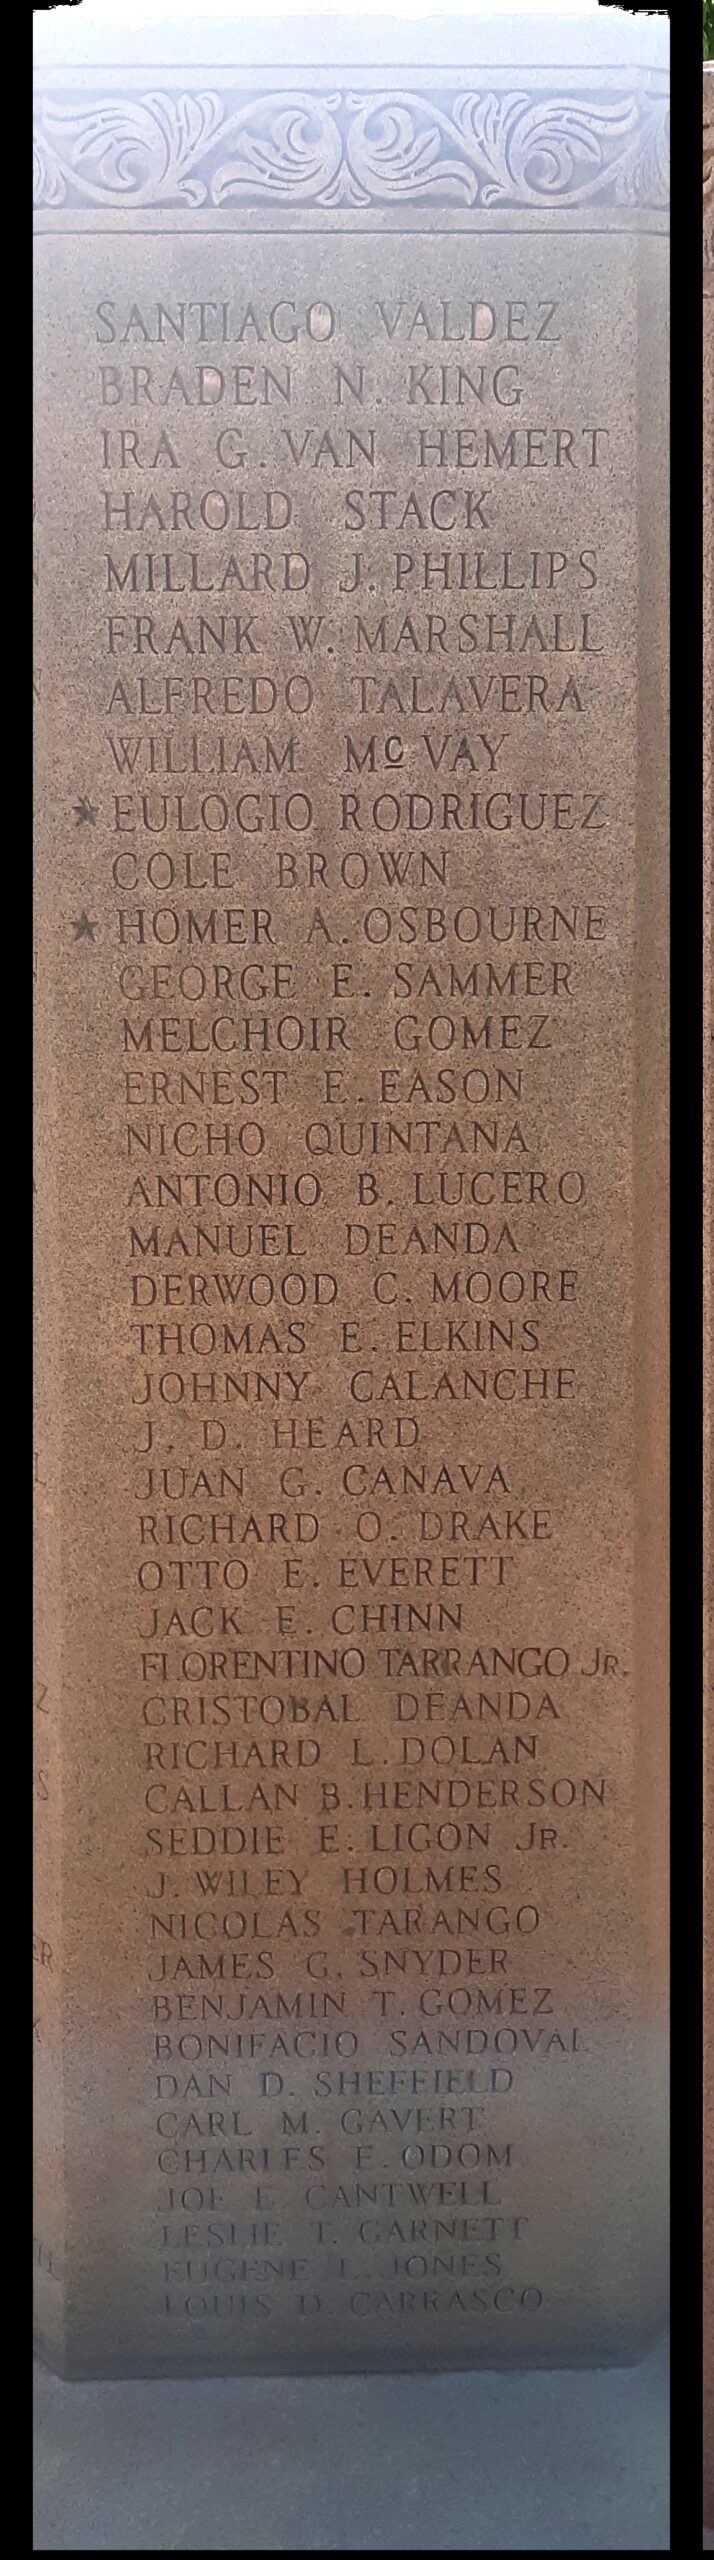 SANTIAGO VALDEZ
BRADEN N. KING
IRA G. VAN HEMERT
HAROLD STACK
MILLARD J. PHILLIPS
FRANK W. MARSHALL
ALFREDO TALAVERA
WILLIAM Mc VAY
★ EULOGIO RODRIGUEZ
COLE BROWN
★ HOMER A. OSBOURNE
GEORGE E. SAMMER
MELCHOIR GOMEZ
ERNEST E. EASON
NICHO QUINTANA
ANTONIO B. LUCERO
MANUEL DEANDA
DERWOOD C. MOORE
THOMAS E. ELKINS
JOHNNY CALANCHE
J. D. HEARD
JUAN G. CANAVA
RICHARD O. DRAKE
OTTO E. EVERETT
JACK E. CHINN
FLORENTINO TARRANGO JR.
CRISTOBAL DEANDA
RICHARD L. DOLAN
CALLAN B. HENDERSON
SEDDIE E. LIGON JR.
J. WILEY HOLMES
NICOLAS TARANGO
JAMES G. SNYDER
BENJAMIN T. GOMEZ
BONIFACIO SANDOVAL
DAN D. SHEFFIELD
CARL M. GAVERT
CHARLES E. ODOM
JOE E. CANTWELL
LESLIE T. GARNETT
EUGENE L. JONES
LOUIS D. CARRASCO